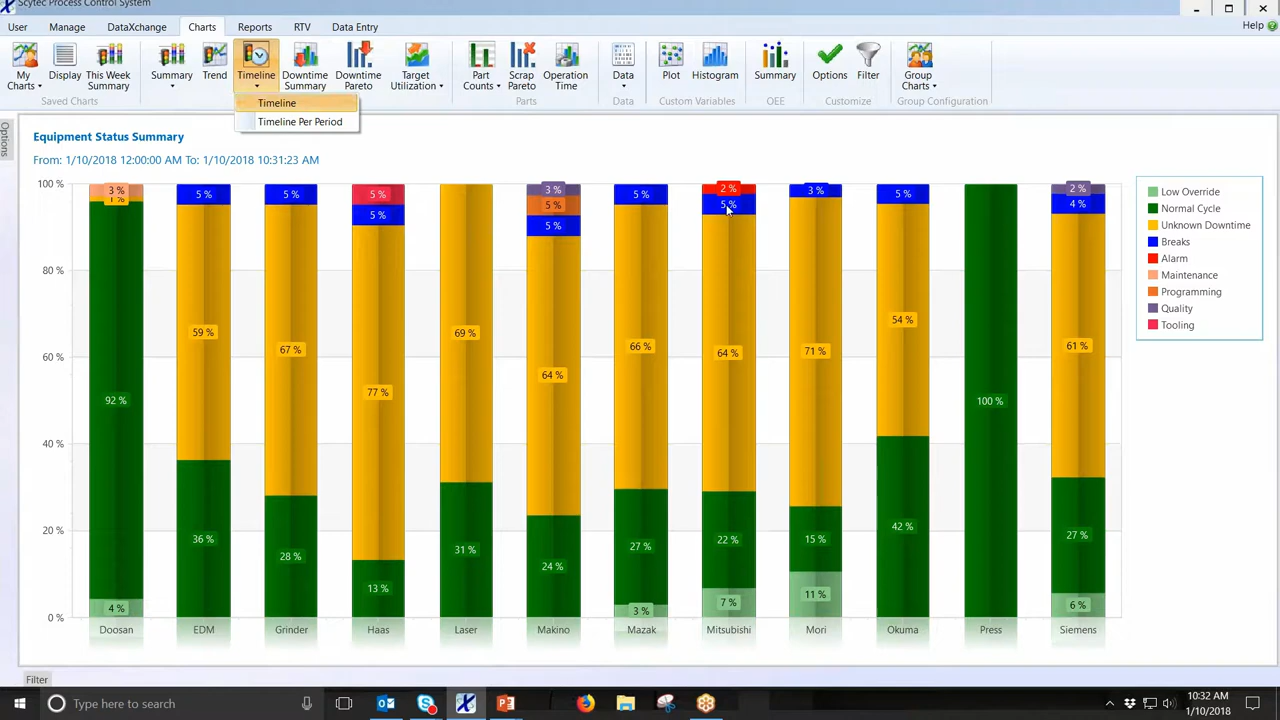 Scytec Process Control System
User Manage DataXchange Charts Reports RTV Data Entry Help
My Charts Display This Week Summary Summary Trend Timeline Downtime Summary Downtime Pareto Target Utilization Part Counts Scrap Pareto Operation Time Data Plot Histogram Summary Options Filter Group Charts
Saved Charts Parts Data Custom Variables OEE Customize Group Configuration
Timeline
Timeline Per Period
Options
Equipment Status Summary
From: 1/10/2018 12:00:00 AM To: 1/10/2018 10:31:23 AM
100 %
80 %
60 %
40 %
20 %
0 %
3 % 1 % 92 % 4 %
5 % 59 % 36 %
5 % 67 % 28 %
5 % 5 % 77 % 13 %
69 % 31 %
3 % 5 % 5 % 64 % 24 %
5 % 66 % 27 % 3 %
2 % 5 % 64 % 22 % 7 %
3 % 71 % 15 % 11 %
5 % 54 % 42 %
100 %
2 % 4 % 61 % 27 % 6 %
Doosan EDM Grinder Haas Laser Makino Mazak Mitsubishi Mori Okuma Press Siemens
Low Override
Normal Cycle
Unknown Downtime
Breaks
Alarm
Maintenance
Programming
Quality
Tooling
Filter
Type here to search
10:32 AM
1/10/2018